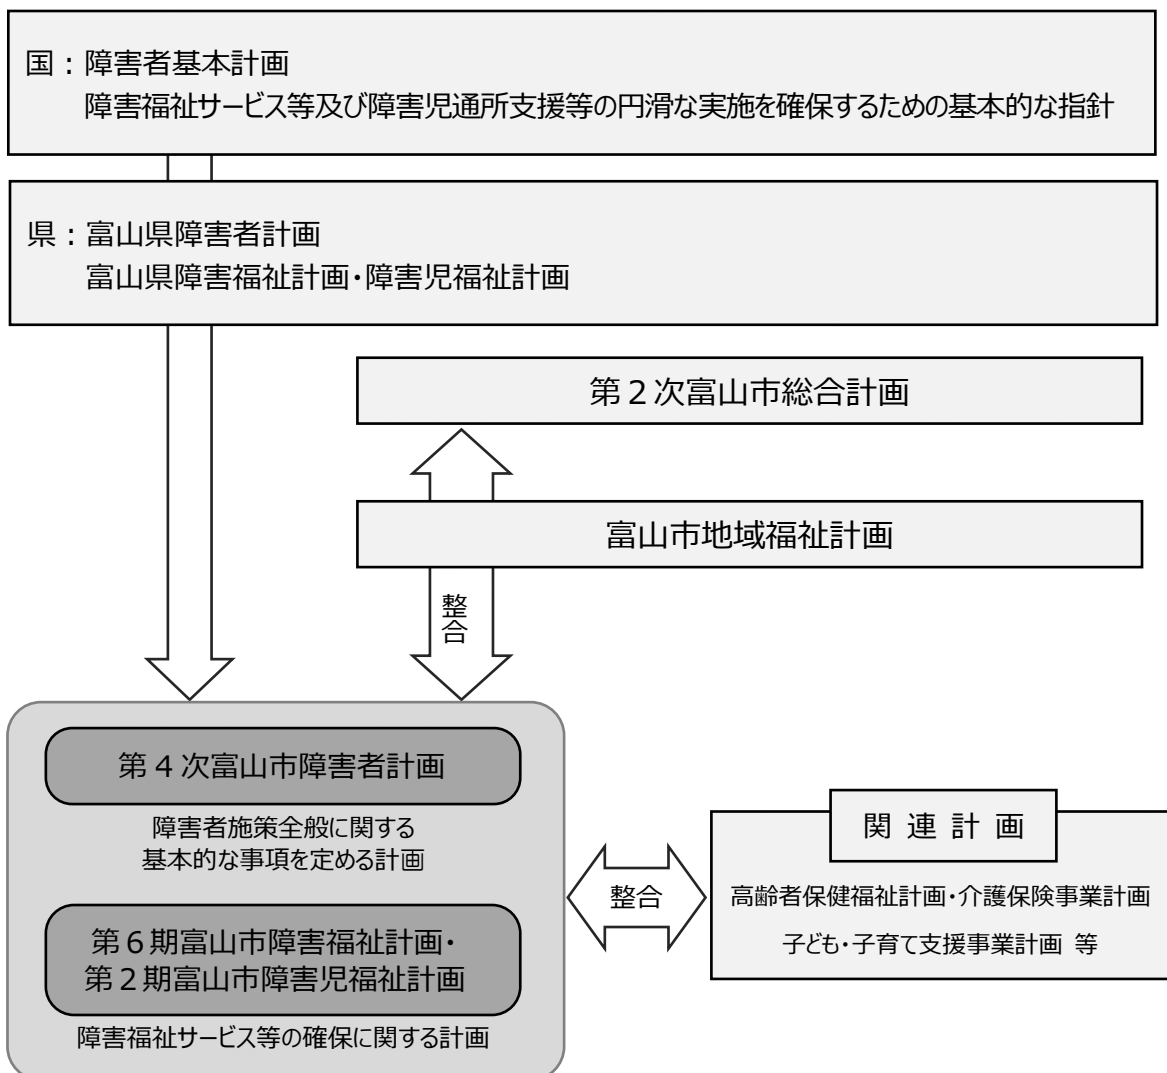 国：障害者基本計画
障害福祉サービス等及び障害児通所支援等の円滑な実施を確保するための基本的な指針
県：富山県障害者計画
富山県障害福祉計画・障害児福祉計画
第２次富山市総合計画
富山市地域福祉計画
整合
第４次富山市障害者計画
障害者施策全般に関する
基本的な事項を定める計画
第６期富山市障害福祉計画・
第２期富山市障害児福祉計画
障害福祉サービス等の確保に関する計画
整合
関連計画
高齢者保健福祉計画・介護保険事業計画
子ども・子育て支援事業計画 等